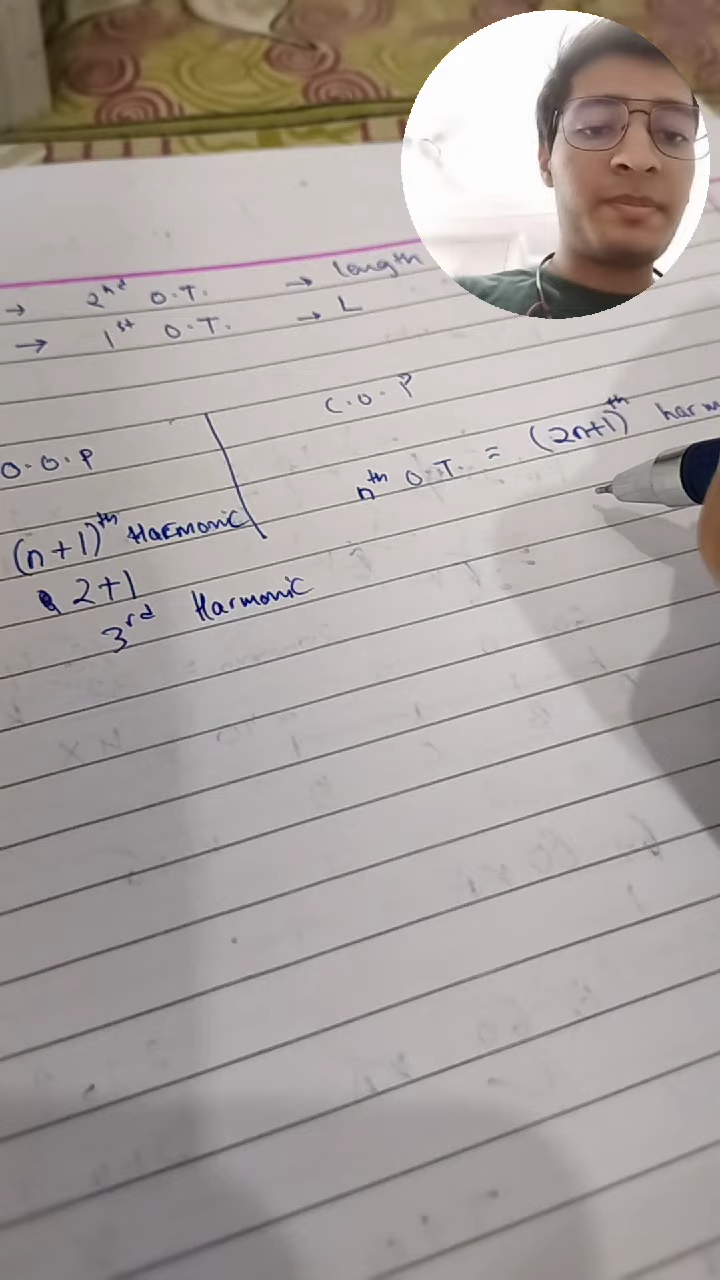 → 2nd O.T. → length
→ 1st O.T. → L
C.O.P
O.O.P
nth O.T. = (2n+1)th harm
(n+1)th Harmonic
2+1
3rd Harmonic